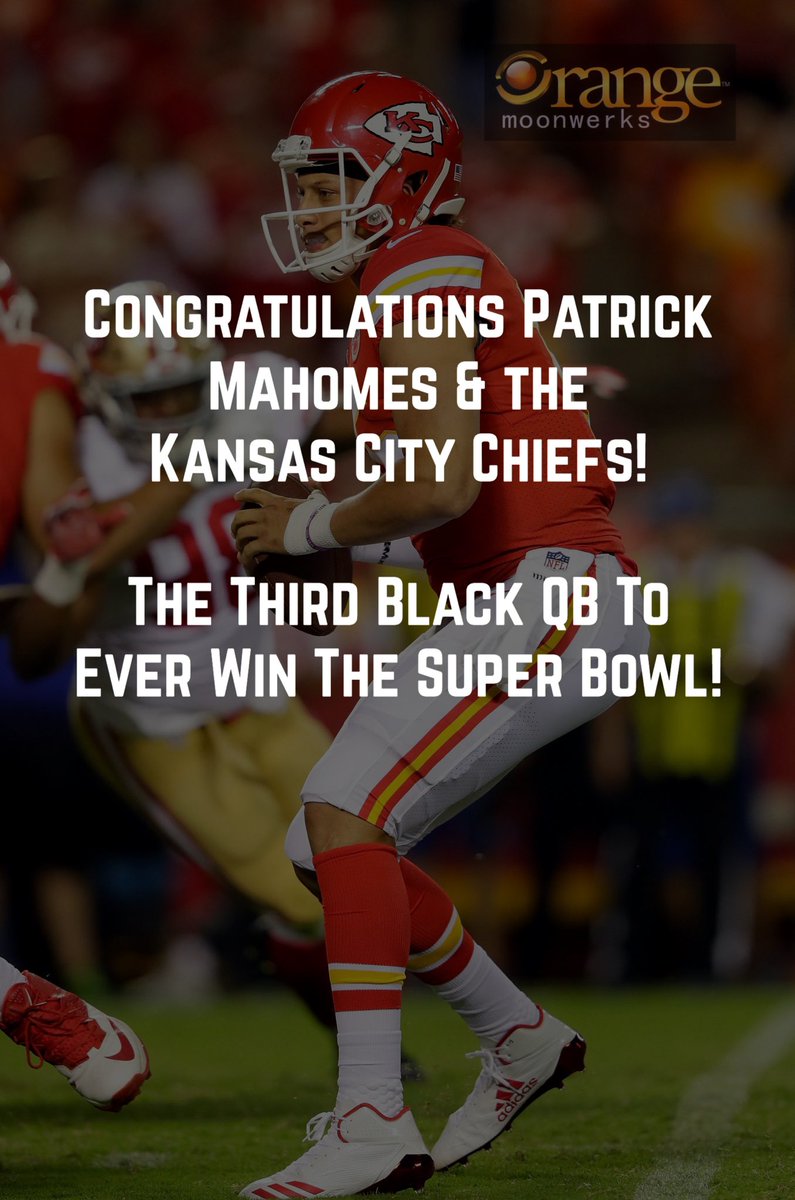 Orange™
moonwerks
Congratulations Patrick
Mahomes & the
Kansas City Chiefs!
The Third Black QB To
Ever Win The Super Bowl!
KC
NFL
adidas